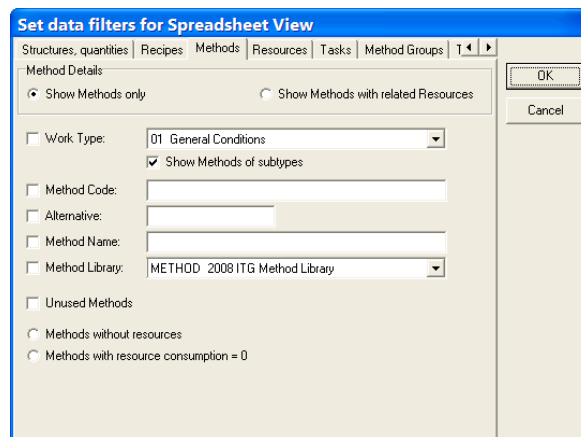 Set data filters for Spreadsheet View
Structures, quantities Recipes Methods Resources Tasks Method Groups
Method Details
OK
Show Methods only Show Methods with related Resources
Cancel
Work Type: 01 General Conditions
Show Methods of subtypes
Method Code:
Alternative:
Method Name:
Method Library: METHOD 2008 ITG Method Library
Unused Methods
Methods without resources
Methods with resource consumption = 0